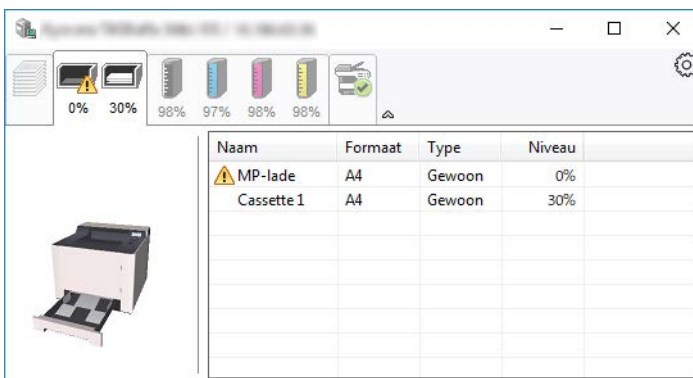 0% 30% 98% 97% 98% 98%
Naam Formaat Type Niveau
MP-lade A4 Gewoon 0%
Cassette 1 A4 Gewoon 30%